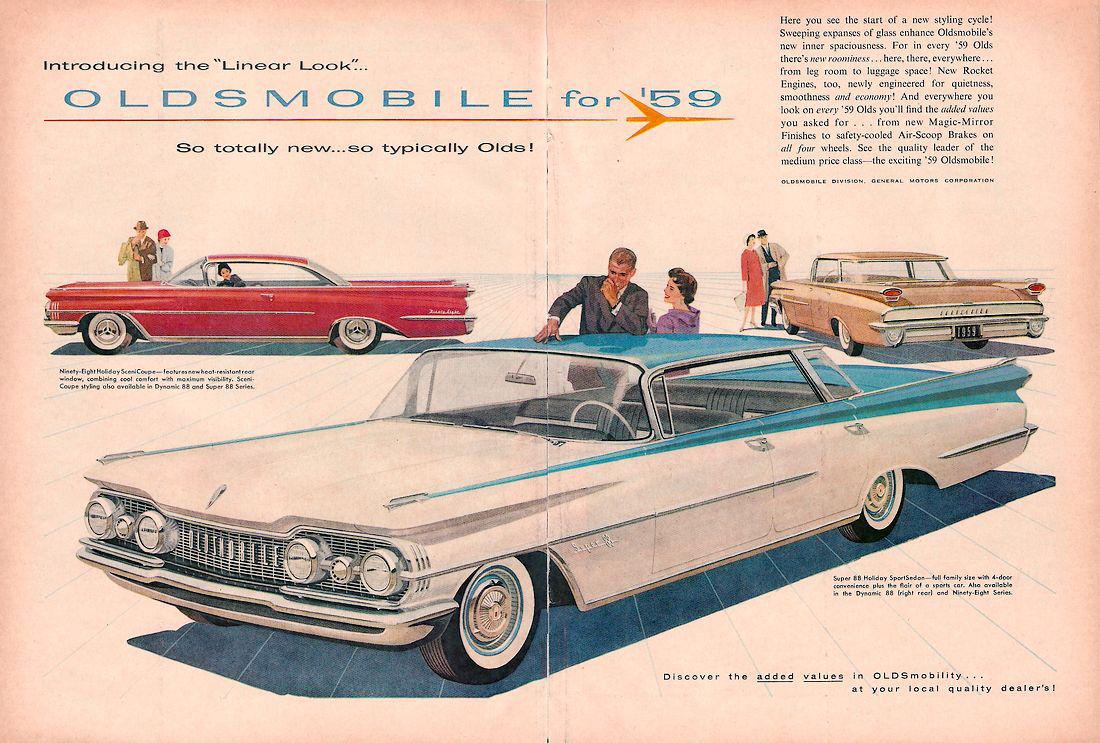 Introducing the "Linear Look"...
OLDSMOBILE for '59
So totally new...so typically Olds!
Here you see the start of a new styling cycle!
Sweeping expanses of glass enhance Oldsmobile's
new inner spaciousness. For in every '59 Olds
there's new roominess . . . here, there, everywhere . . .
from leg room to luggage space! New Rocket
Engines, too, newly engineered for quietness,
smoothness and economy! And everywhere you
look on every '59 Olds you'll find the added values
you asked for . . . from new Magic-Mirror
Finishes to safety-cooled Air-Scoop Brakes on
all four wheels. See the quality leader of the
medium price class—the exciting '59 Oldsmobile!
OLDSMOBILE DIVISION, GENERAL MOTORS CORPORATION
Ninety-Eight
OLDSMOBILE
1959
Ninety-Eight Holiday SceniCoupe—features new heat-resistant rear
window, combining cool comfort with maximum visibility. Sceni-
Coupe styling also available in Dynamic 88 and Super 88 Series.
Super 88
Super 88 Holiday SportSedan—full family size with 4-door
convenience plus the flair of a sports car. Also available
in the Dynamic 88 (right rear) and Ninety-Eight Series.
Discover the added values in OLDSmobility...
at your local quality dealer's!